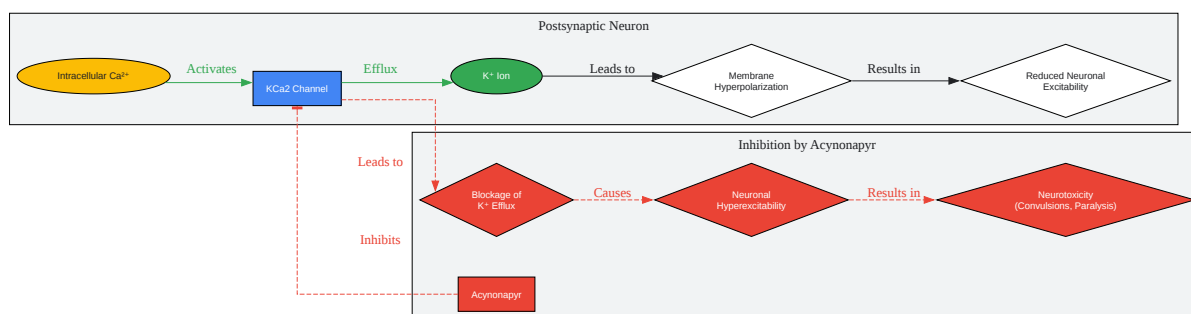 Postsynaptic Neuron
Intracellular Ca²⁺
Activates
KCa2 Channel
Efflux
K⁺ Ion
Leads to
Membrane
Hyperpolarization
Results in
Reduced Neuronal
Excitability
Inhibition by Acynonapyr
Leads to
Blockage of
K⁺ Efflux
Causes
Neuronal
Hyperexcitability
Results in
Neurotoxicity
(Convulsions, Paralysis)
Inhibits
Acynonapyr